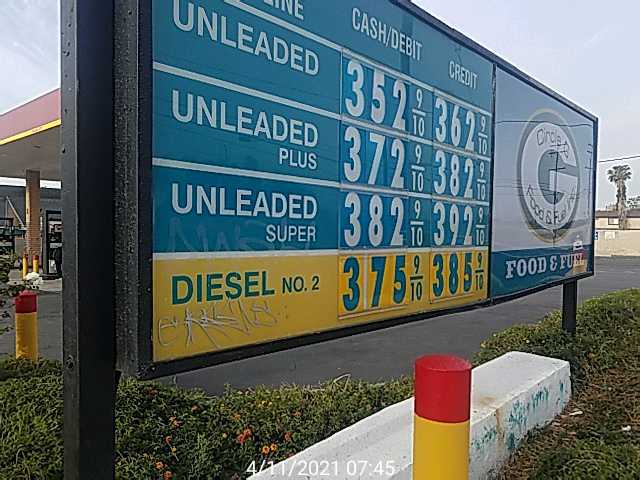 CASH/DEBIT
CREDIT
UNLEADED
352 9/10
362 9/10
UNLEADED
PLUS
372 9/10
382 9/10
UNLEADED
SUPER
382 9/10
392 9/10
DIESEL NO. 2
375 9/10
385 9/10
Food & Fuel
FOOD & FUEL
4/11/2021 07:45